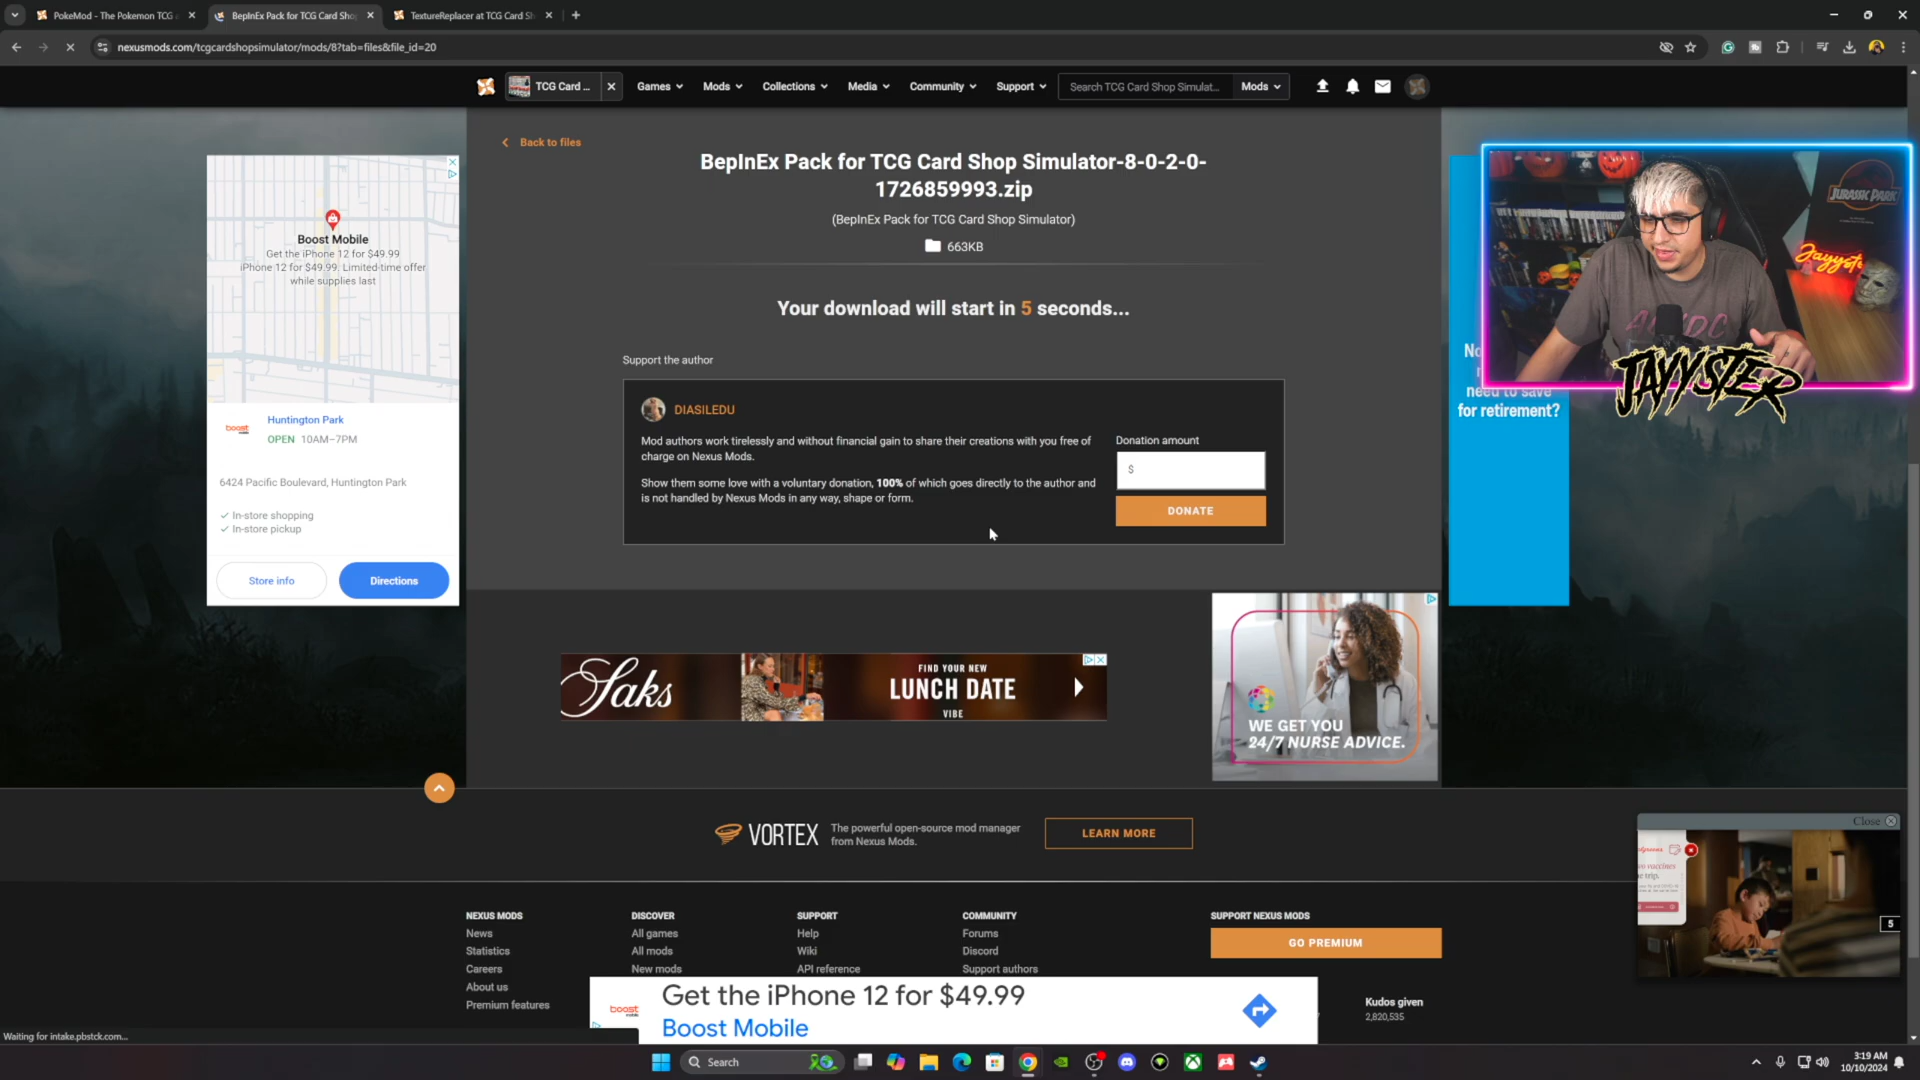 PokeMod - The Pokemon TCG
BepInEx Pack for TCG Card Sho
TextureReplacer at TCG Card Sh
nexusmods.com/tcgcardshopsimulator/mods/8?tab=files&file_id=20
TCG Card ...
Games
Mods
Collections
Media
Community
Support
Search TCG Card Shop Simulat...
Mods
Back to files
BepInEx Pack for TCG Card Shop Simulator-8-0-2-0-
1726859993.zip
(BepInEx Pack for TCG Card Shop Simulator)
663KB
Your download will start in 5 seconds...
Support the author
DIASILEDU
Mod authors work tirelessly and without financial gain to share their creations with you free of
charge on Nexus Mods.
Show them some love with a voluntary donation, 100% of which goes directly to the author and
is not handled by Nexus Mods in any way, shape or form.
Donation amount
$
DONATE
Boost Mobile
Get the iPhone 12 for $49.99
iPhone 12 for $49.99. Limited-time offer
while supplies last
boost
Huntington Park
OPEN 10AM–7PM
6424 Pacific Boulevard, Huntington Park
✓ In-store shopping
✓ In-store pickup
Store info
Directions
JURASSIC PARK
Jayyster
AC/DC
JAYYSTER
need to save
for retirement?
Saks
FIND YOUR NEW
LUNCH DATE
VIBE
WE GET YOU
24/7 NURSE ADVICE.
VORTEX
The powerful open-source mod manager
from Nexus Mods.
LEARN MORE
Close
5
NEXUS MODS
News
Statistics
Careers
About us
Premium features
DISCOVER
All games
All mods
New mods
SUPPORT
Help
Wiki
API reference
COMMUNITY
Forums
Discord
Support authors
SUPPORT NEXUS MODS
GO PREMIUM
Kudos given
2,820,535
boost
Get the iPhone 12 for $49.99
Boost Mobile
Waiting for intake.pbstck.com...
Search
3:19 AM
10/10/2024